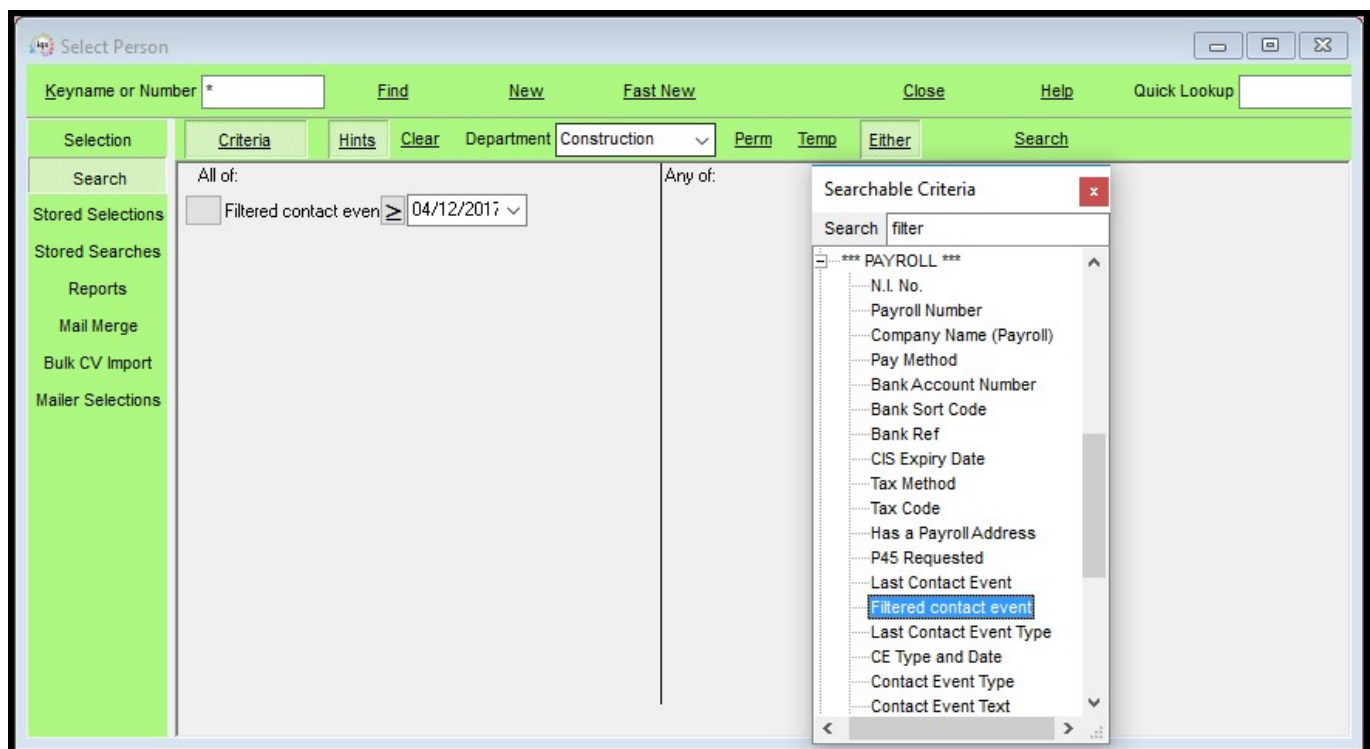 Select Person
Keyname or Number * Find New Fast New Close Help Quick Lookup
Selection Criteria Hints Clear Department Construction Perm Temp Either Search
Search
Stored Selections
Stored Searches
Reports
Mail Merge
Bulk CV Import
Mailer Selections
All of:
Filtered contact even ≥ 04/12/2017
Any of:
Searchable Criteria x
Search filter
*** PAYROLL ***
N.I. No.
Payroll Number
Company Name (Payroll)
Pay Method
Bank Account Number
Bank Sort Code
Bank Ref
CIS Expiry Date
Tax Method
Tax Code
Has a Payroll Address
P45 Requested
Last Contact Event
Filtered contact event
Last Contact Event Type
CE Type and Date
Contact Event Type
Contact Event Text